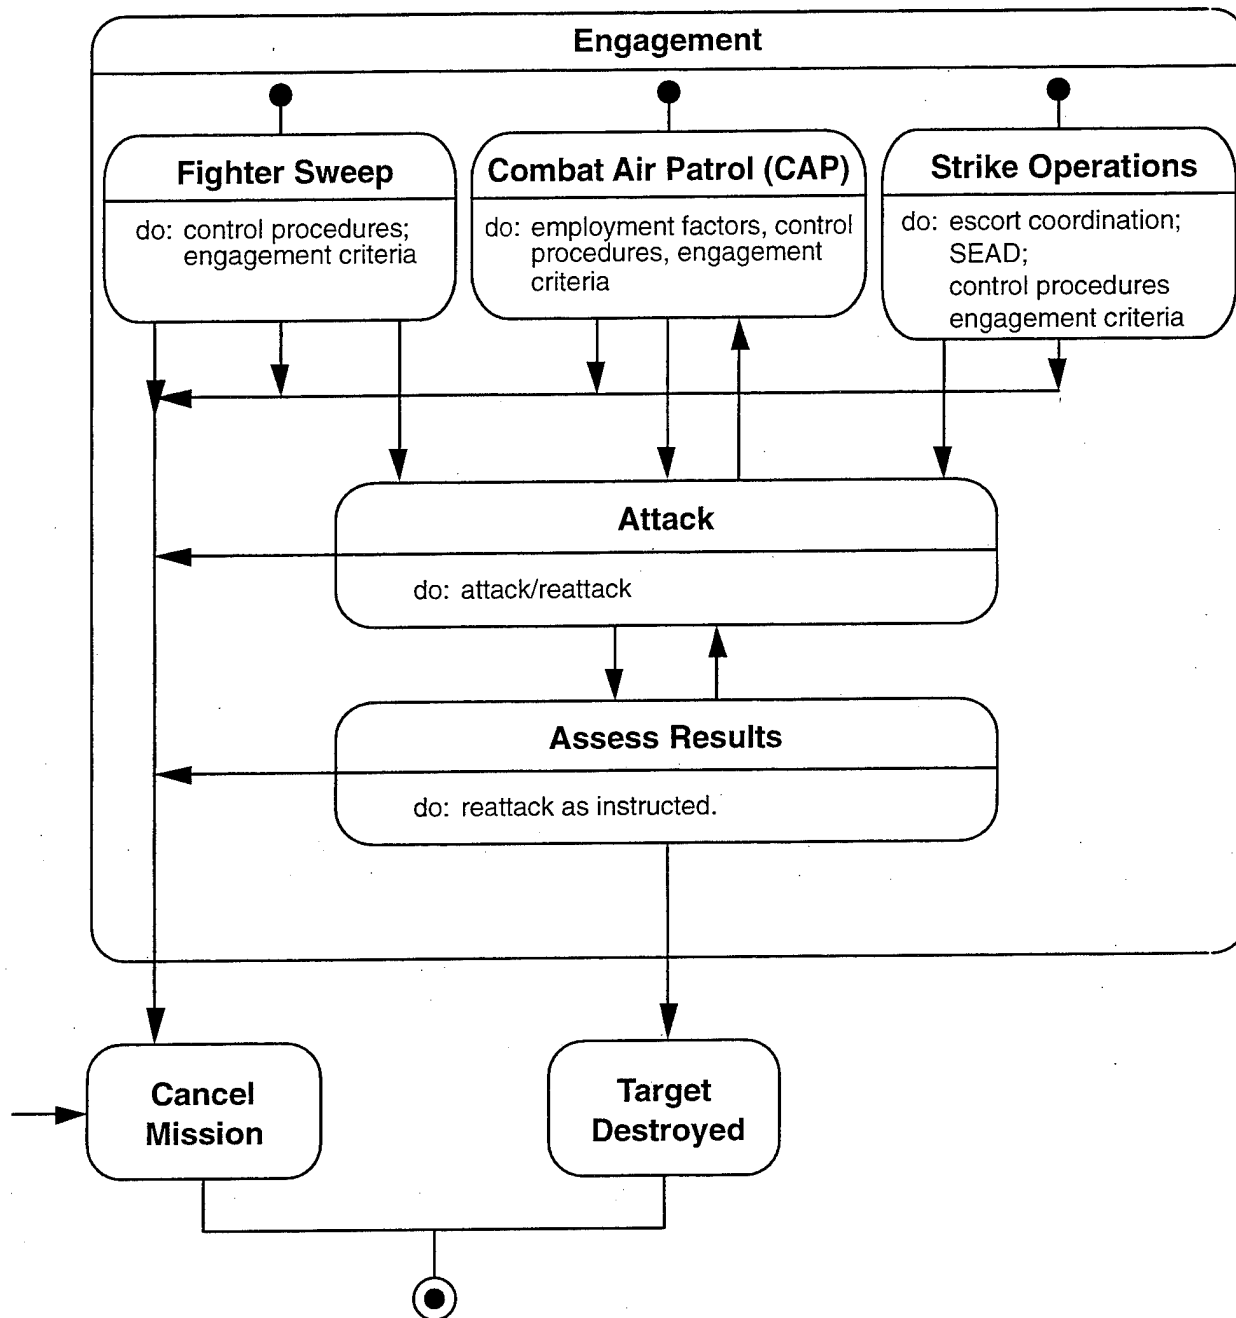 Engagement
Fighter Sweep
do: control procedures;
engagement criteria
Combat Air Patrol (CAP)
do: employment factors, control
procedures, engagement
criteria
Strike Operations
do: escort coordination;
SEAD;
control procedures
engagement criteria
Attack
do: attack/reattack
Assess Results
do: reattack as instructed.
Cancel
Mission
Target
Destroyed